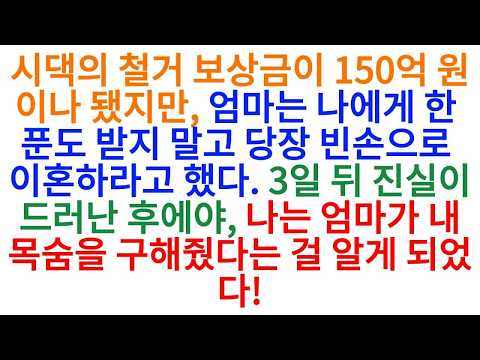 시댁의 철거 보상금이 150억 원
이나 됐지만, 엄마는 나에게 한
푼도 받지 말고 당장 빈손으로
이혼하라고 했다. 3일 뒤 진실이
드러난 후에야, 나는 엄마가 내
목숨을 구해줬다는 걸 알게 되었
다!